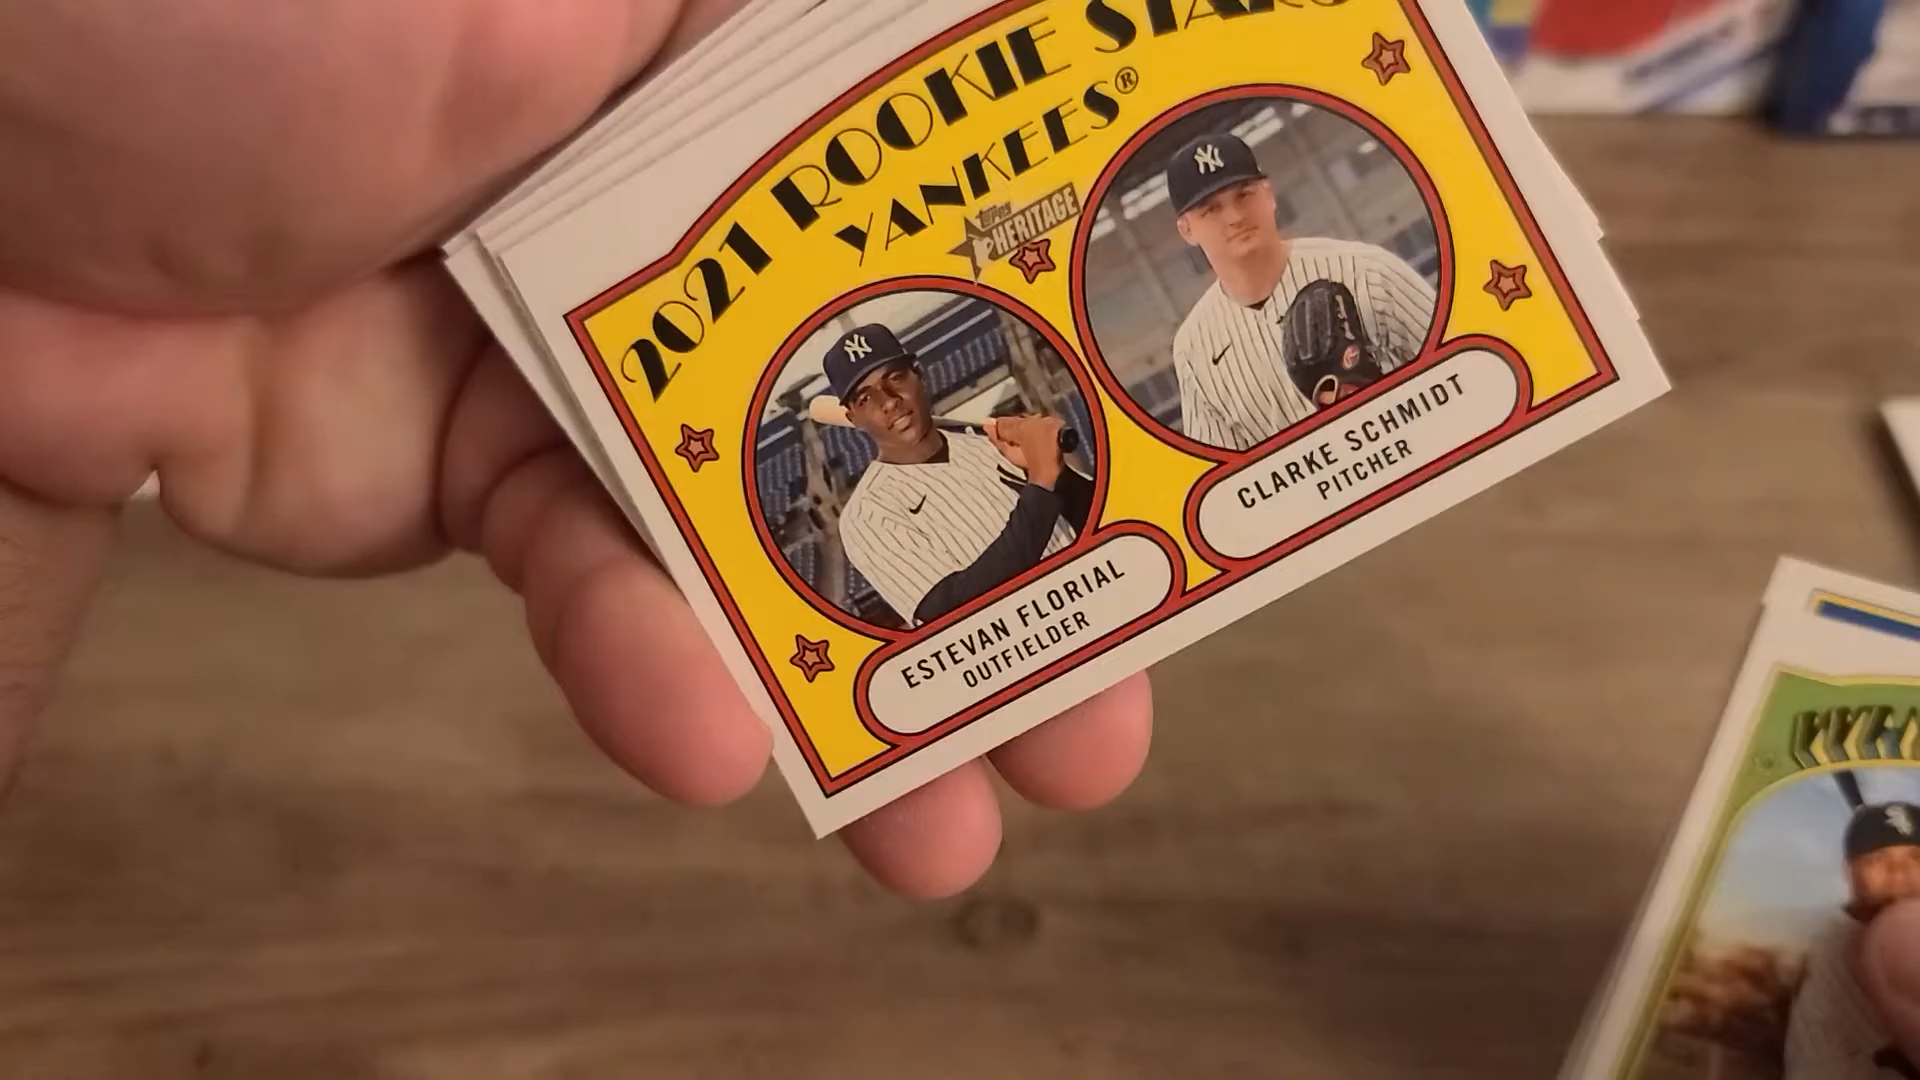 2021 ROOKIE STARS
YANKEES®
Topps
HERITAGE
CLARKE SCHMIDT
PITCHER
ESTEVAN FLORIAL
OUTFIELDER